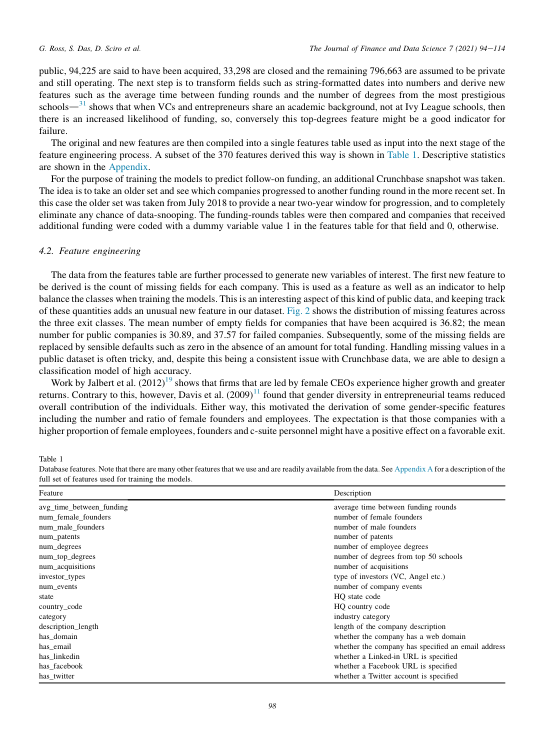 G. Ross, S. Das, D. Sciro et al.
The Journal of Finance and Data Science 7 (2021) 94–114
public, 94,225 are said to have been acquired, 33,298 are closed and the remaining 796,663 are assumed to be private
and still operating. The next step is to transform fields such as string-formatted dates into numbers and derive new
features such as the average time between funding rounds and the number of degrees from the most prestigious
schools—31 shows that when VCs and entrepreneurs share an academic background, not at Ivy League schools, then
there is an increased likelihood of funding, so, conversely this top-degrees feature might be a good indicator for
failure.
The original and new features are then compiled into a single features table used as input into the next stage of the
feature engineering process. A subset of the 370 features derived this way is shown in Table 1. Descriptive statistics
are shown in the Appendix.
For the purpose of training the models to predict follow-on funding, an additional Crunchbase snapshot was taken.
The idea is to take an older set and see which companies progressed to another funding round in the more recent set. In
this case the older set was taken from July 2018 to provide a near two-year window for progression, and to completely
eliminate any chance of data-snooping. The funding-rounds tables were then compared and companies that received
additional funding were coded with a dummy variable value 1 in the features table for that field and 0, otherwise.
4.2. Feature engineering
The data from the features table are further processed to generate new variables of interest. The first new feature to
be derived is the count of missing fields for each company. This is used as a feature as well as an indicator to help
balance the classes when training the models. This is an interesting aspect of this kind of public data, and keeping track
of these quantities adds an unusual new feature in our dataset. Fig. 2 shows the distribution of missing features across
the three exit classes. The mean number of empty fields for companies that have been acquired is 36.82; the mean
number for public companies is 30.89, and 37.57 for failed companies. Subsequently, some of the missing fields are
replaced by sensible defaults such as zero in the absence of an amount for total funding. Handling missing values in a
public dataset is often tricky, and, despite this being a consistent issue with Crunchbase data, we are able to design a
classification model of high accuracy.
Work by Jalbert et al. (2012)19 shows that firms that are led by female CEOs experience higher growth and greater
returns. Contrary to this, however, Davis et al. (2009)11 found that gender diversity in entrepreneurial teams reduced
overall contribution of the individuals. Either way, this motivated the derivation of some gender-specific features
including the number and ratio of female founders and employees. The expectation is that those companies with a
higher proportion of female employees, founders and c-suite personnel might have a positive effect on a favorable exit.
Table 1
Database features. Note that there are many other features that we use and are readily available from the data. See Appendix A for a description of the
full set of features used for training the models.
Feature Description
avg_time_between_funding average time between funding rounds
num_female_founders number of female founders
num_male_founders number of male founders
num_patents number of patents
num_degrees number of employee degrees
num_top_degrees number of degrees from top 50 schools
num_acquisitions number of acquisitions
investor_types type of investors (VC, Angel etc.)
num_events number of company events
state HQ state code
country_code HQ country code
category industry category
description_length length of the company description
has_domain whether the company has a web domain
has_email whether the company has specified an email address
has_linkedin whether a Linked-in URL is specified
has_facebook whether a Facebook URL is specified
has_twitter whether a Twitter account is specified
98